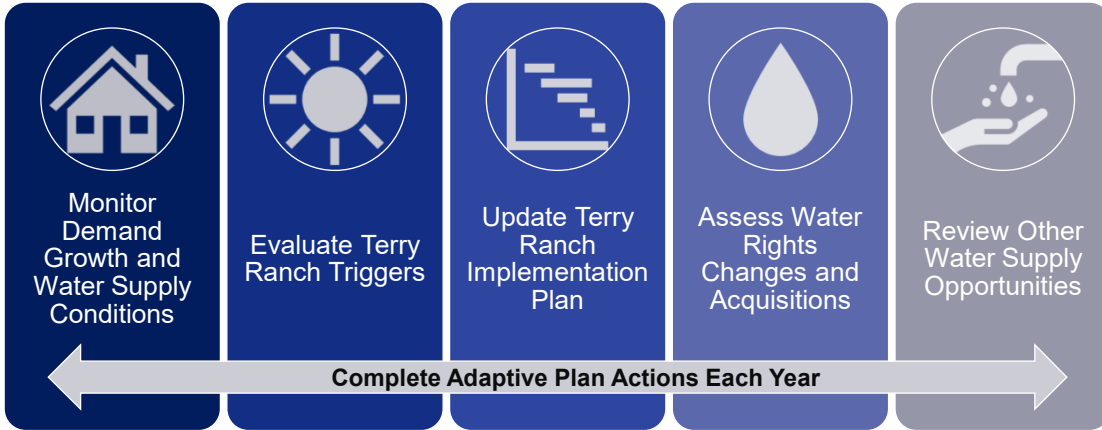 Monitor
Demand
Growth and
Water Supply
Conditions
Evaluate Terry
Ranch Triggers
Update Terry
Ranch
Implementation
Plan
Assess Water
Rights
Changes and
Acquisitions
Review Other
Water Supply
Opportunities
Complete Adaptive Plan Actions Each Year